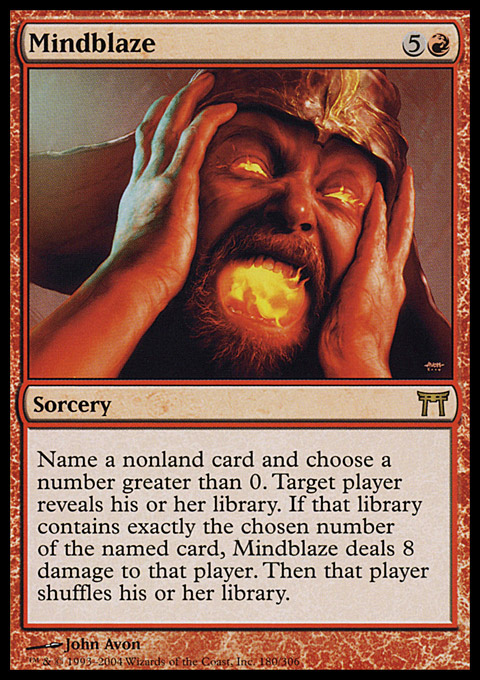 Mindblaze 5
Sorcery
Name a nonland card and choose a
number greater than 0. Target player
reveals his or her library. If that library
contains exactly the chosen number
of the named card, Mindblaze deals 8
damage to that player. Then that player
shuffles his or her library.
John Avon
™ & © 1993-2004 Wizards of the Coast, Inc. 180/306